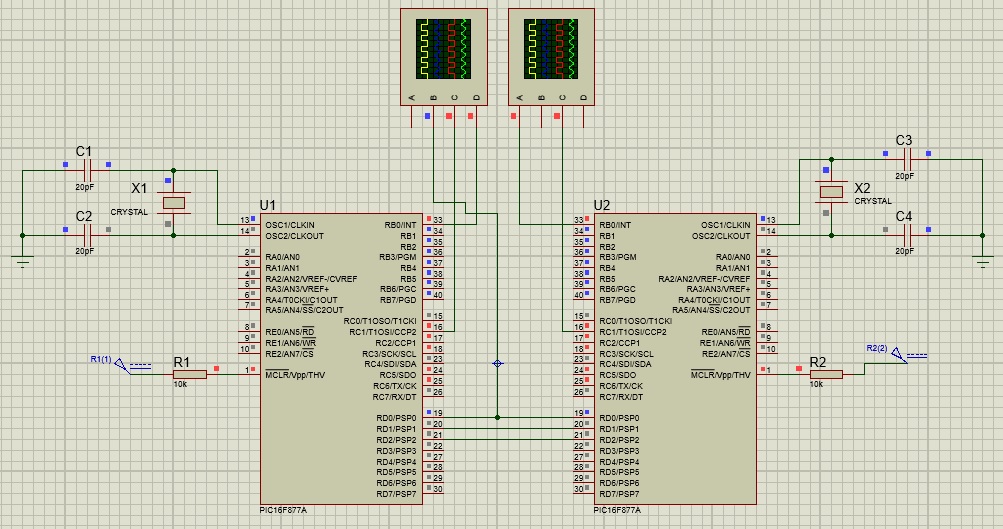 A B C D
A B C D
C1
20pF
X1
CRYSTAL
C2
20pF
C3
20pF
X2
CRYSTAL
C4
20pF
U1
13 OSC1/CLKIN RB0/INT 33
14 OSC2/CLKOUT RB1 34
RB2 35
2 RA0/AN0 RB3/PGM 36
3 RA1/AN1 RB4 37
4 RA2/AN2/VREF-/CVREF RB5 38
5 RA3/AN3/VREF+ RB6/PGC 39
6 RA4/T0CKI/C1OUT RB7/PGD 40
7 RA5/AN4/SS/C2OUT
RC0/T1OSO/T1CKI 15
8 RE0/AN5/RD RC1/T1OSI/CCP2 16
9 RE1/AN6/WR RC2/CCP1 17
10 RE2/AN7/CS RC3/SCK/SCL 18
RC4/SDI/SDA 23
1 MCLR/Vpp/THV RC5/SDO 24
RC6/TX/CK 25
RC7/RX/DT 26
RD0/PSP0 19
RD1/PSP1 20
RD2/PSP2 21
RD3/PSP3 22
RD4/PSP4 27
RD5/PSP5 28
RD6/PSP6 29
RD7/PSP7 30
PIC16F877A
R1(1)
R1
10k
U2
33 RB0/INT OSC1/CLKIN 13
34 RB1 OSC2/CLKOUT 14
35 RB2
36 RB3/PGM RA0/AN0 2
37 RB4 RA1/AN1 3
38 RB5 RA2/AN2/VREF-/CVREF 4
39 RB6/PGC RA3/AN3/VREF+ 5
40 RB7/PGD RA4/T0CKI/C1OUT 6
RA5/AN4/SS/C2OUT 7
15 RC0/T1OSO/T1CKI
16 RC1/T1OSI/CCP2 RE0/AN5/RD 8
17 RC2/CCP1 RE1/AN6/WR 9
18 RC3/SCK/SCL RE2/AN7/CS 10
23 RC4/SDI/SDA
24 RC5/SDO MCLR/Vpp/THV 1
25 RC6/TX/CK
26 RC7/RX/DT
19 RD0/PSP0
20 RD1/PSP1
21 RD2/PSP2
22 RD3/PSP3
27 RD4/PSP4
28 RD5/PSP5
29 RD6/PSP6
30 RD7/PSP7
PIC16F877A
R2(2)
R2
10k